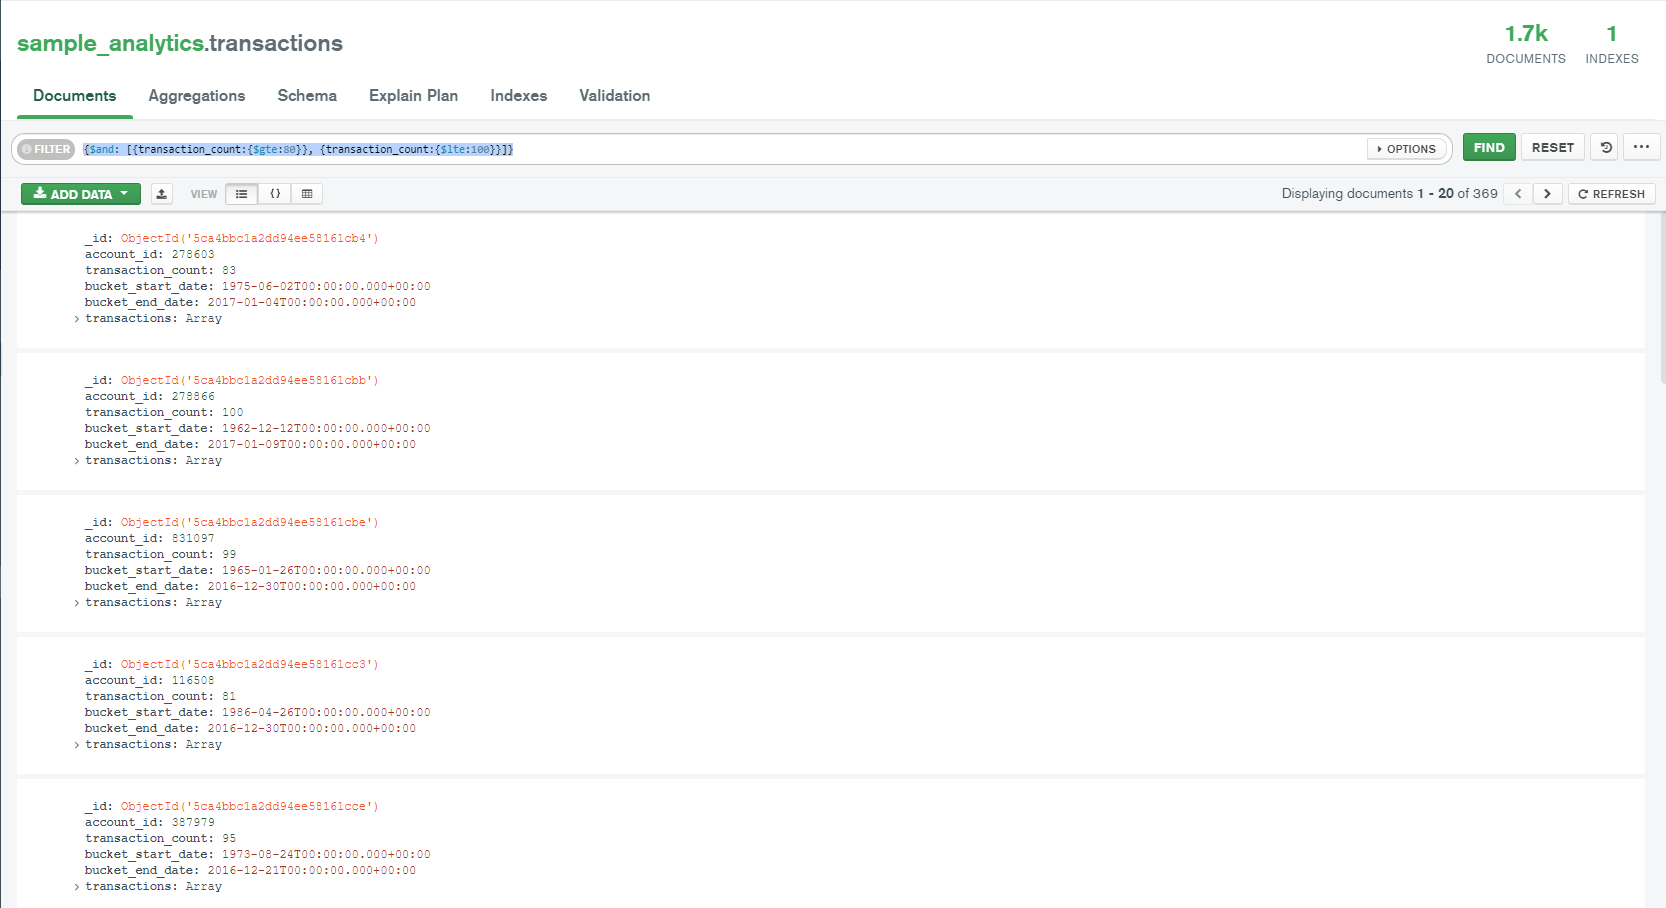 sample_analytics.transactions
1.7k
DOCUMENTS
1
INDEXES
Documents Aggregations Schema Explain Plan Indexes Validation
FILTER {$and: [{transaction_count:{$gte:80}}, {transaction_count:{$lte:100}}]} OPTIONS FIND RESET
ADD DATA VIEW {} Displaying documents 1 - 20 of 369 < > REFRESH
_id: ObjectId('5ca4bbc1a2dd94ee58161cb4')
account_id: 278603
transaction_count: 83
bucket_start_date: 1975-06-02T00:00:00.000+00:00
bucket_end_date: 2017-01-04T00:00:00.000+00:00
> transactions: Array
_id: ObjectId('5ca4bbc1a2dd94ee58161cbb')
account_id: 278866
transaction_count: 100
bucket_start_date: 1962-12-12T00:00:00.000+00:00
bucket_end_date: 2017-01-09T00:00:00.000+00:00
> transactions: Array
_id: ObjectId('5ca4bbc1a2dd94ee58161cbe')
account_id: 831097
transaction_count: 99
bucket_start_date: 1965-01-26T00:00:00.000+00:00
bucket_end_date: 2016-12-30T00:00:00.000+00:00
> transactions: Array
_id: ObjectId('5ca4bbc1a2dd94ee58161cc3')
account_id: 116508
transaction_count: 81
bucket_start_date: 1986-04-26T00:00:00.000+00:00
bucket_end_date: 2016-12-30T00:00:00.000+00:00
> transactions: Array
_id: ObjectId('5ca4bbc1a2dd94ee58161cce')
account_id: 387979
transaction_count: 95
bucket_start_date: 1973-08-24T00:00:00.000+00:00
bucket_end_date: 2016-12-21T00:00:00.000+00:00
> transactions: Array